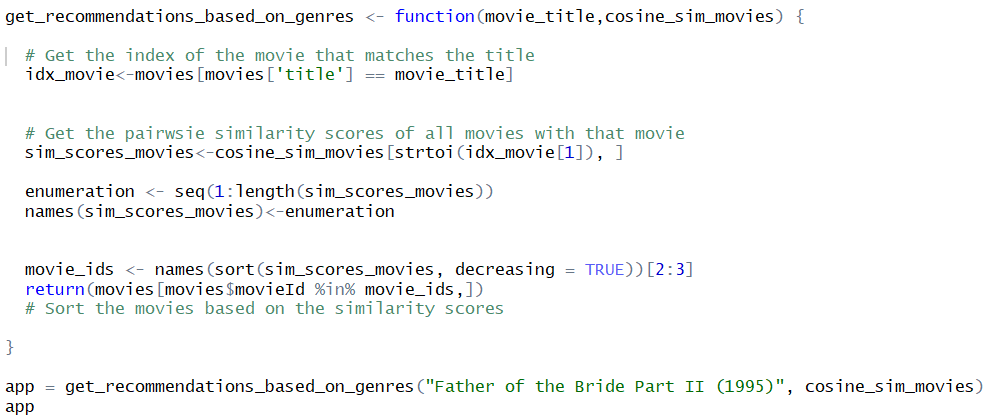 get_recommendations_based_on_genres <- function(movie_title,cosine_sim_movies) {
# Get the index of the movie that matches the title
idx_movie<-movies[movies['title'] == movie_title]
# Get the pairwsie similarity scores of all movies with that movie
sim_scores_movies<-cosine_sim_movies[strtoi(idx_movie[1]), ]
enumeration <- seq(1:length(sim_scores_movies))
names(sim_scores_movies)<-enumeration
movie_ids <- names(sort(sim_scores_movies, decreasing = TRUE))[2:3]
return(movies[movies$movieId %in% movie_ids,])
# Sort the movies based on the similarity scores
}
app = get_recommendations_based_on_genres("Father of the Bride Part II (1995)", cosine_sim_movies)
app